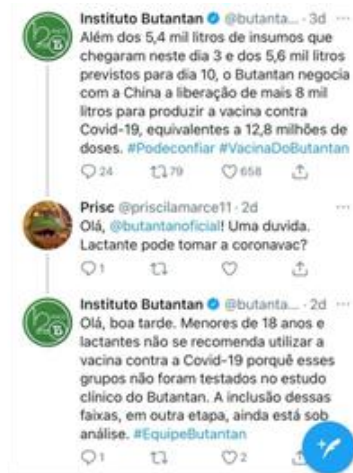 Instituto Butantan @butanta... · 3d
Além dos 5,4 mil litros de insumos que
chegaram neste dia 3 e dos 5,6 mil litros
previstos para dia 10, o Butantan negocia
com a China a liberação de mais 8 mil
litros para produzir a vacina contra
Covid-19, equivalentes a 12,8 milhões de
doses. #Podeconfiar #VacinaDoButantan
24 179 658
Prisc @priscilamarce11 · 2d
Olá, @butantanoficial! Uma duvida.
Lactante pode tomar a coronavac?
1
Instituto Butantan @butanta... · 2d
Olá, boa tarde. Menores de 18 anos e
lactantes não se recomenda utilizar a
vacina contra a Covid-19 porquê esses
grupos não foram testados no estudo
clínico do Butantan. A inclusão dessas
faixas, em outra etapa, ainda está sob
análise. #EquipeButantan
1 2